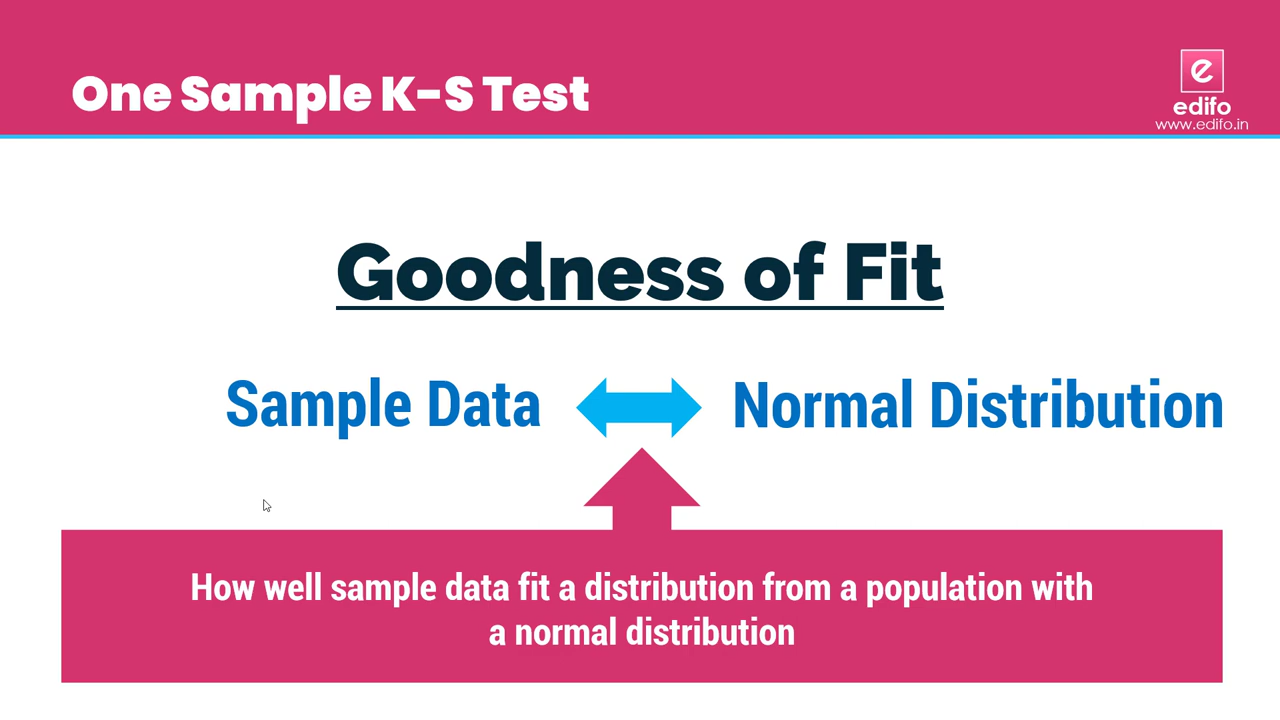 One Sample K-S Test
e
edifo
www.edifo.in
Goodness of Fit
Sample Data
Normal Distribution
How well sample data fit a distribution from a population with
a normal distribution